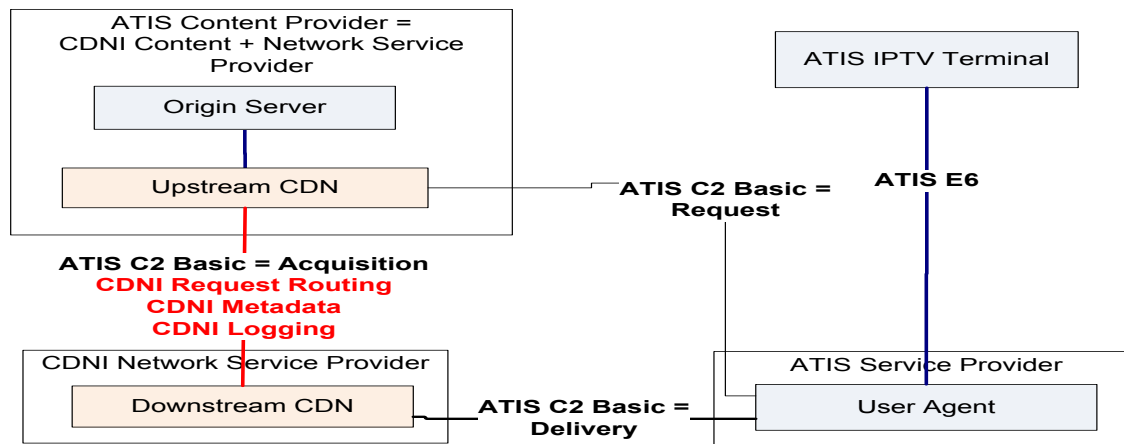 ATIS Content Provider =
CDNI Content + Network Service
Provider
Origin Server
Upstream CDN
ATIS IPTV Terminal
ATIS C2 Basic =
Request
ATIS E6
ATIS C2 Basic = Acquisition
CDNI Request Routing
CDNI Metadata
CDNI Logging
CDNI Network Service Provider
Downstream CDN
ATIS C2 Basic =
Delivery
ATIS Service Provider
User Agent